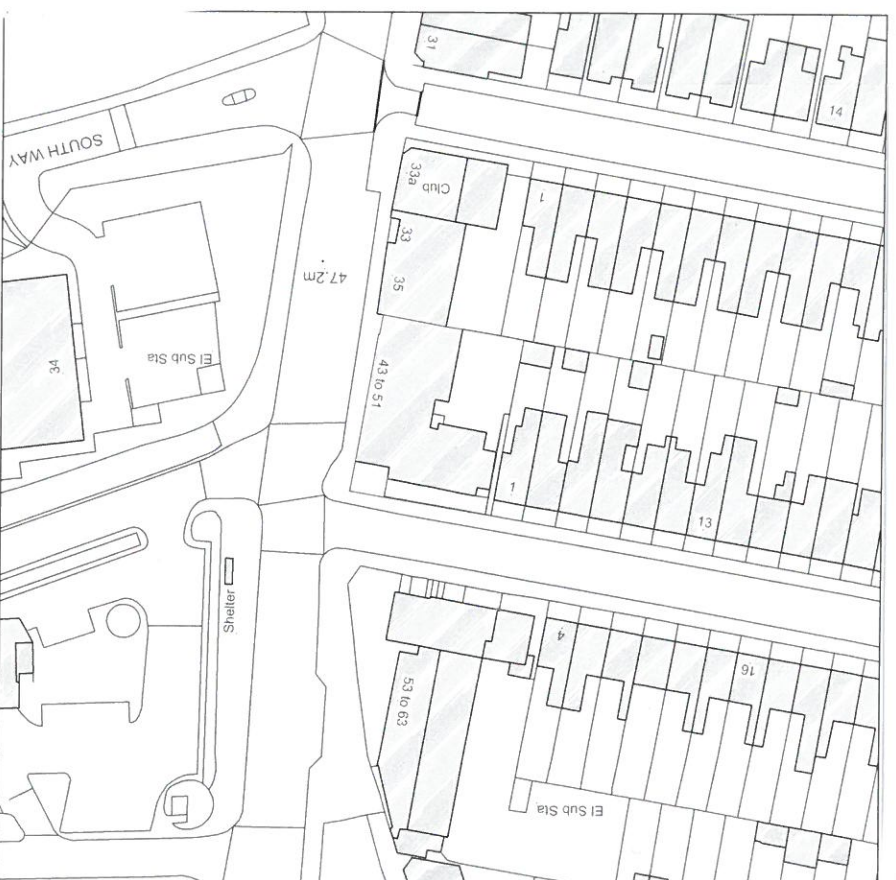 31
14
SOUTH WAY
33a
Club
1
33
35
47.2m
El Sub Sta
34
43 to 51
1
13
Shelter
4
16
53 to 63
El Sub Sta